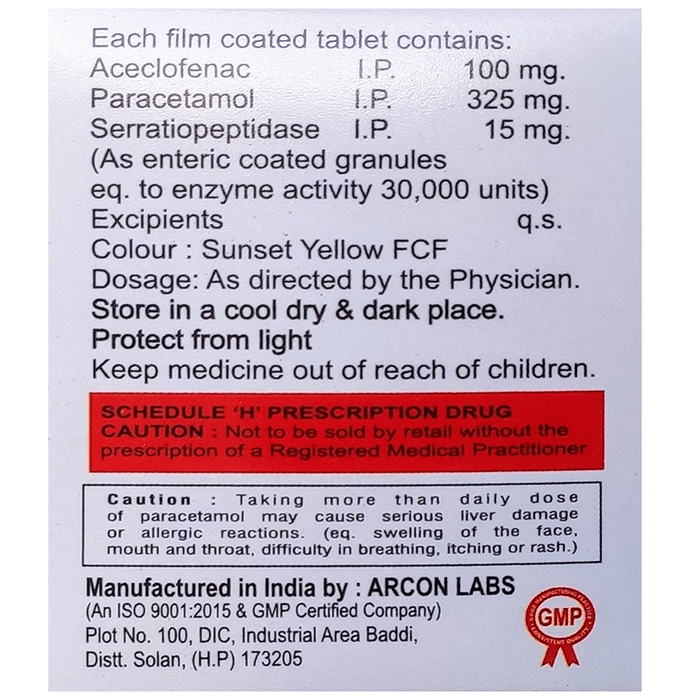 Each film coated tablet contains:
Aceclofenac I.P. 100 mg.
Paracetamol I.P. 325 mg.
Serratiopeptidase I.P. 15 mg.
(As enteric coated granules
eq. to enzyme activity 30,000 units)
Excipients q.s.
Colour : Sunset Yellow FCF
Dosage: As directed by the Physician.
Store in a cool dry & dark place.
Protect from light
Keep medicine out of reach of children.
SCHEDULE 'H' PRESCRIPTION DRUG
CAUTION : Not to be sold by retail without the
prescription of a Registered Medical Practitioner
Caution : Taking more than daily dose
of paracetamol may cause serious liver damage
or allergic reactions. (eq. swelling of the face,
mouth and throat, difficulty in breathing, itching or rash.)
Manufactured in India by : ARCON LABS
(An ISO 9001:2015 & GMP Certified Company)
Plot No. 100, DIC, Industrial Area Baddi,
Distt. Solan, (H.P) 173205
GOOD MANUFACTURING PRACTICE
GMP
CONSISTENT QUALITY